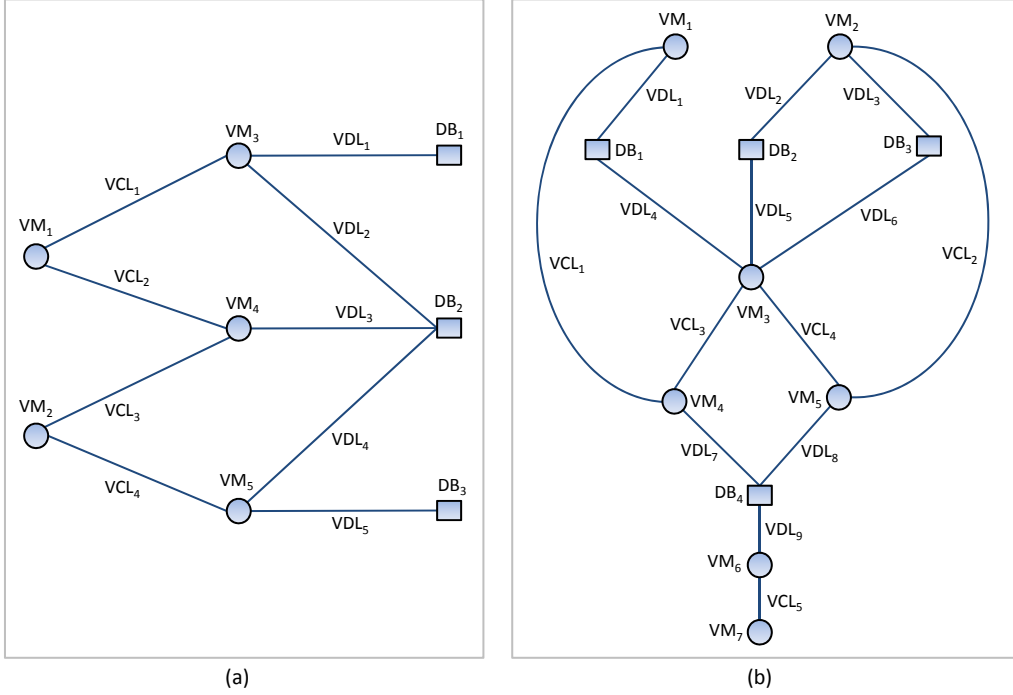 VM₃
VDL₁
DB₁
VCL₁
VM₁
VDL₂
VCL₂
VM₄
VDL₃
DB₂
VM₂
VCL₃
VDL₄
VCL₄
VM₅
DB₃
VDL₅
(a)
VM₁
VM₂
VDL₁
VDL₂
VDL₃
DB₁
DB₂
DB₃
VDL₄
VDL₅
VDL₆
VCL₁
VCL₂
VM₃
VCL₃
VCL₄
VM₄
VM₅
VDL₇
VDL₈
DB₄
VDL₉
VM₆
VCL₅
VM₇
(b)